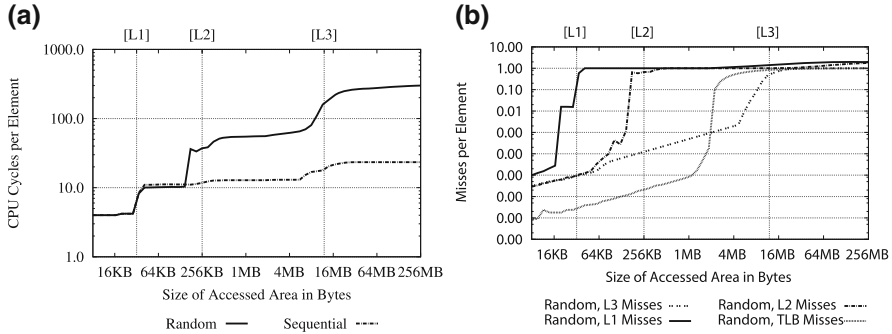 (a)
[L1] [L2] [L3]
1000.0
100.0
10.0
1.0
CPU Cycles per Element
16KB 64KB 256KB 1MB 4MB 16MB 64MB 256MB
Size of Accessed Area in Bytes
Random Sequential
(b)
[L1] [L2] [L3]
10.00
1.00
0.10
0.01
0.00
0.00
0.00
0.00
0.00
0.00
Misses per Element
16KB 64KB 256KB 1MB 4MB 16MB 64MB 256MB
Size of Accessed Area in Bytes
Random, L3 Misses Random, L2 Misses
Random, L1 Misses Random, TLB Misses